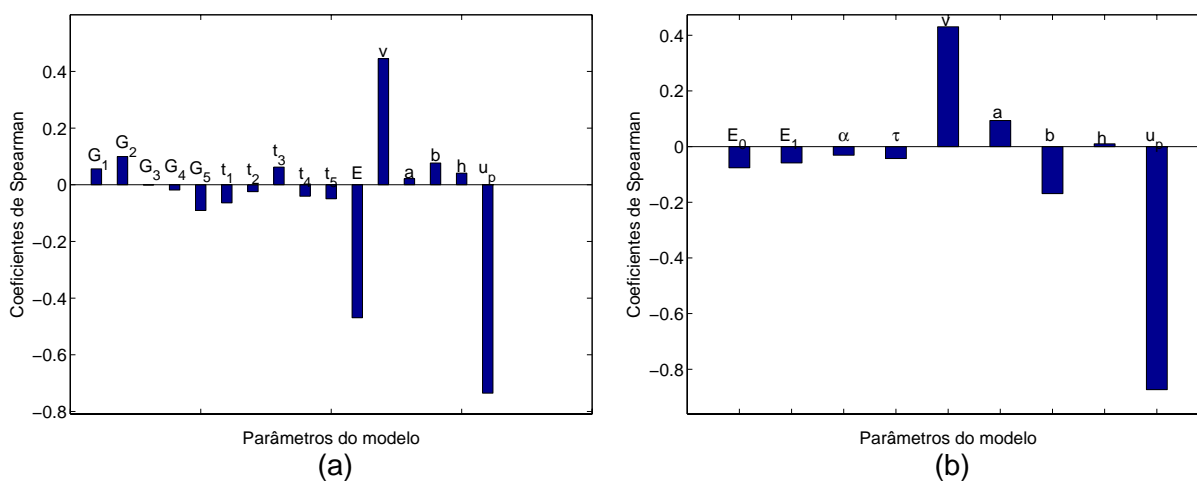 Coeficientes de Spearman
0.4
0.2
0
−0.2
−0.4
−0.6
−0.8
G1 G2 G3 G4 G5 t1 t2 t3 t4 t5 E v a b h up
Parâmetros do modelo
(a)
Coeficientes de Spearman
0.4
0.2
0
−0.2
−0.4
−0.6
−0.8
E0 E1 α τ v a b h up
Parâmetros do modelo
(b)